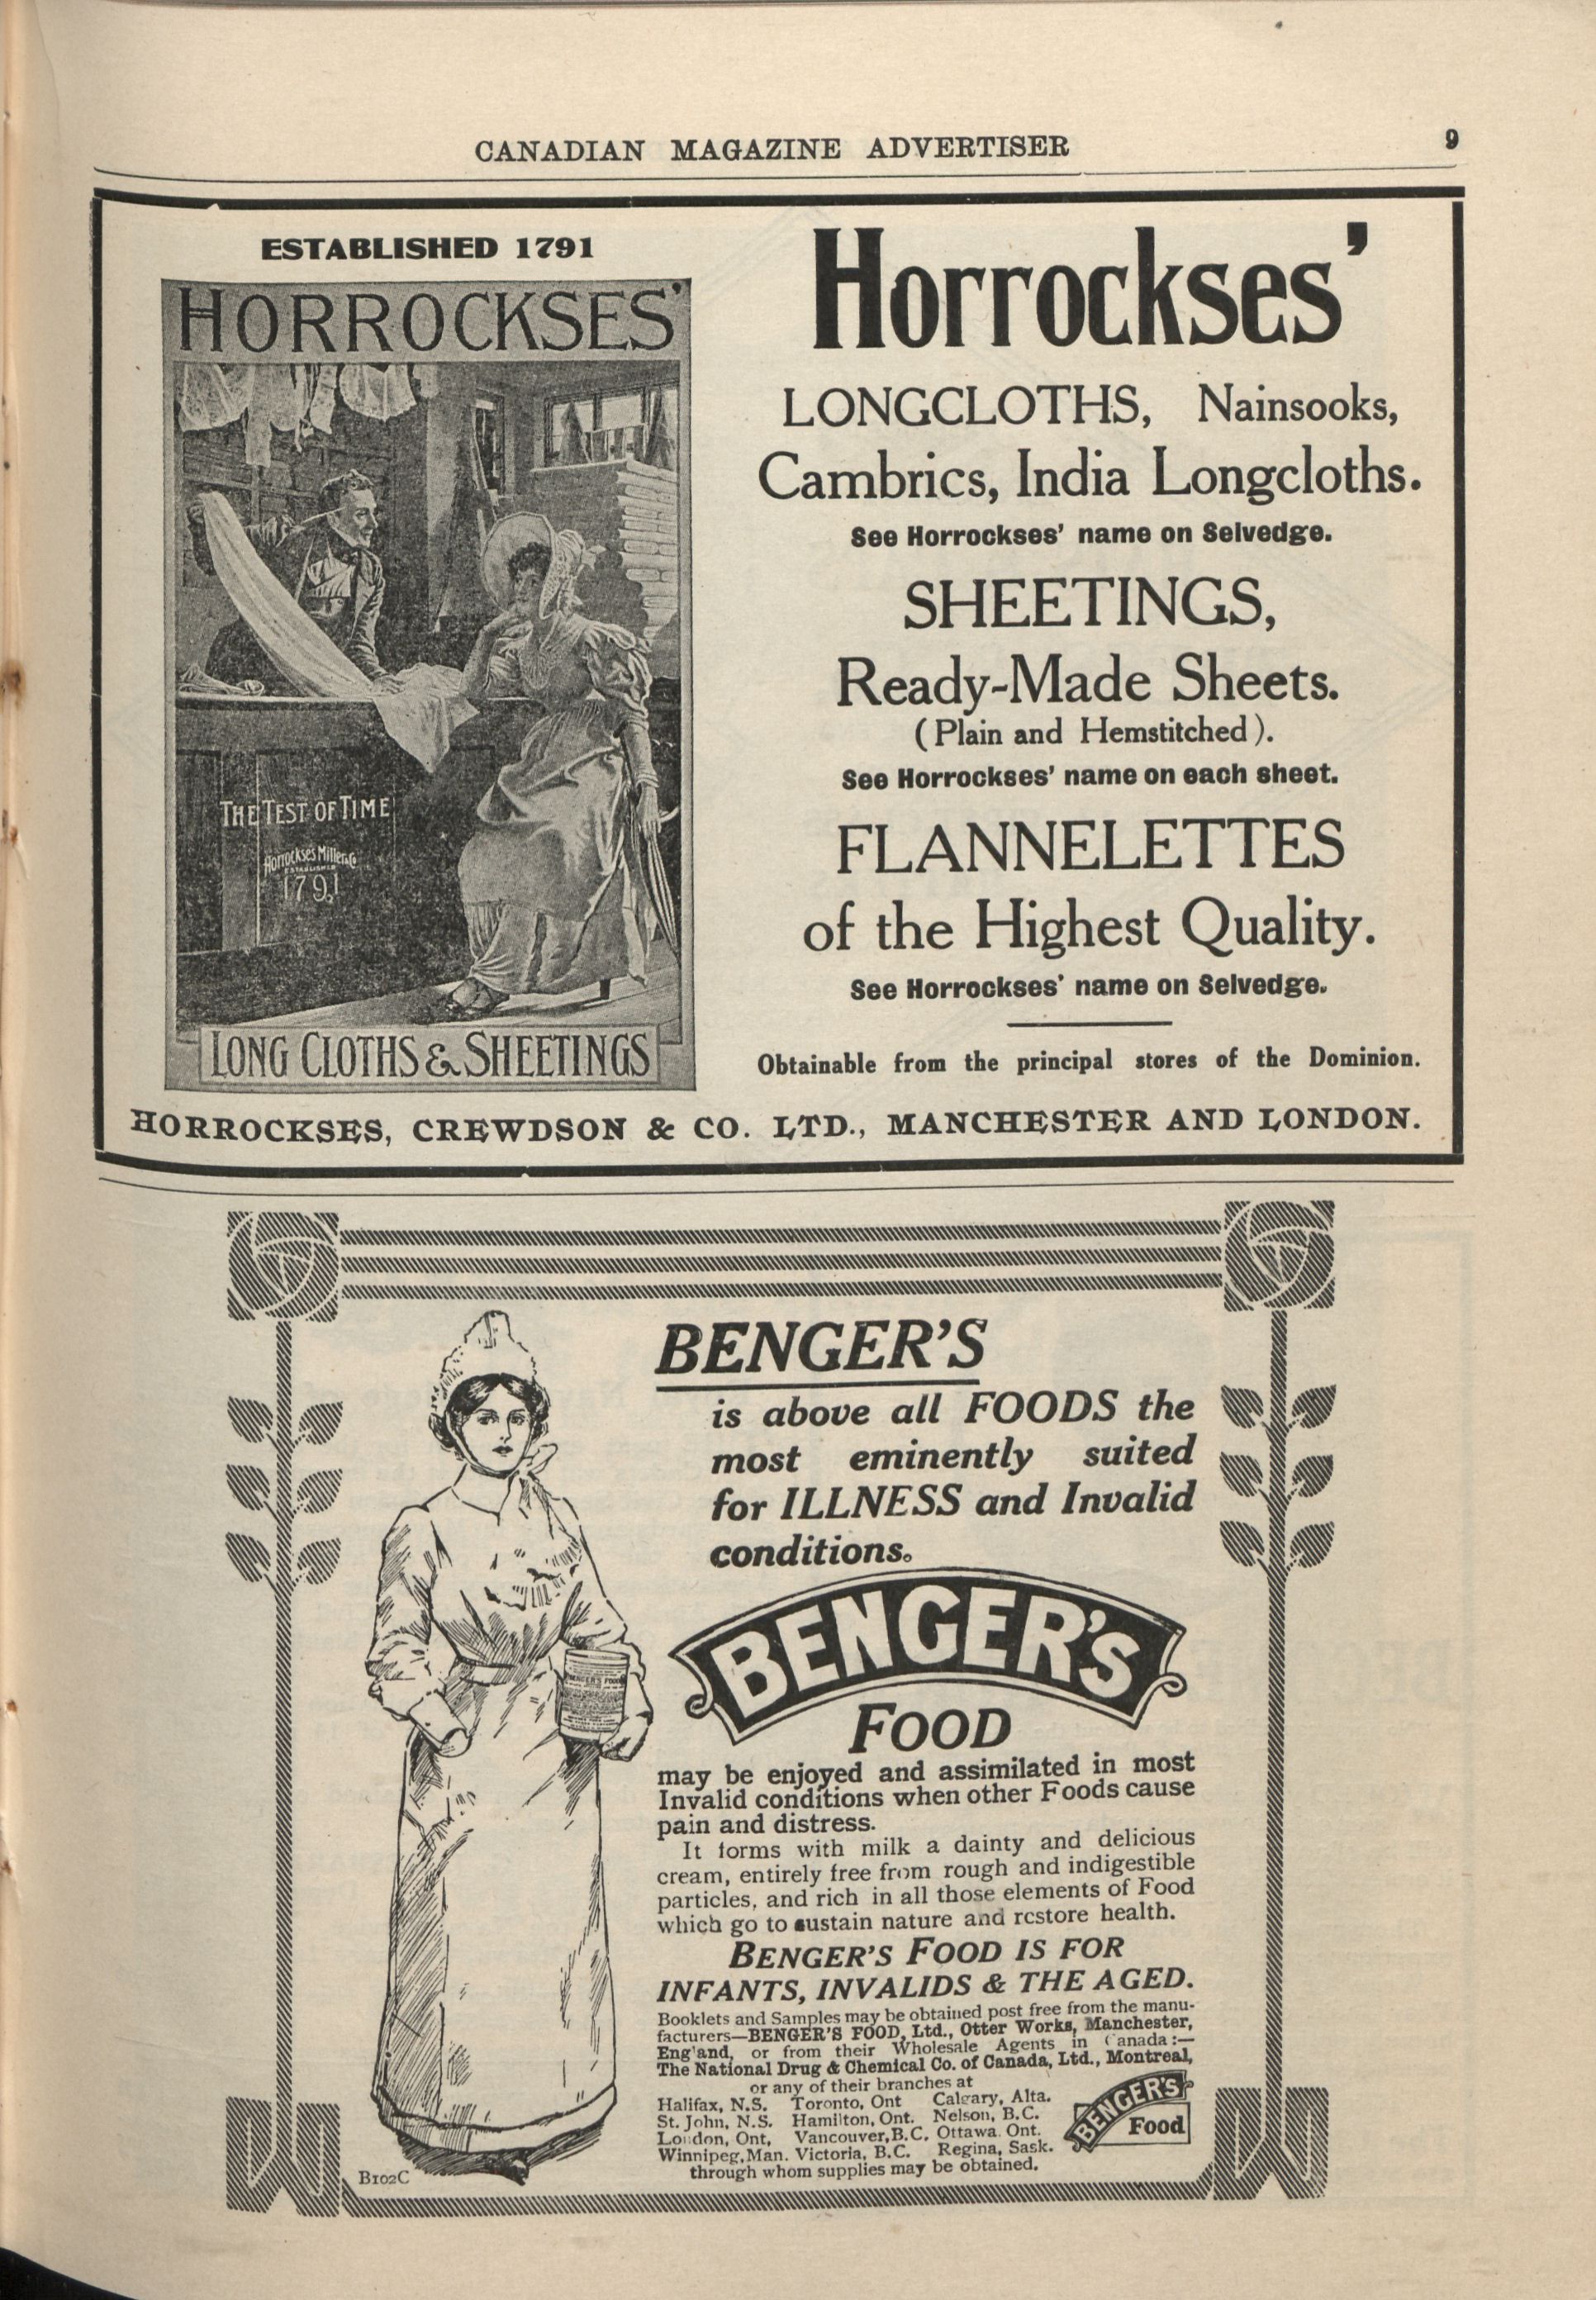 CANADIAN MAGAZINE ADVERTISER 9
ESTABLISHED 1791
HORROCKSES'
THE TEST OF TIME
Horrockses Miller & Co
ESTABLISHED
1791
LONG CLOTHS & SHEETINGS
Horrockses'
LONGCLOTHS, Nainsooks,
Cambrics, India Longcloths.
See Horrockses' name on Selvedge.
SHEETINGS,
Ready-Made Sheets.
(Plain and Hemstitched).
See Horrockses' name on each sheet.
FLANNELETTES
of the Highest Quality.
See Horrockses' name on Selvedge.
Obtainable from the principal stores of the Dominion.
HORROCKSES, CREWDSON & CO. LTD., MANCHESTER AND LONDON.
BENGER'S
is above all FOODS the
most eminently suited
for ILLNESS and Invalid
conditions.
BENGER'S
FOOD
BENGER'S FOOD
may be enjoyed and assimilated in most
Invalid conditions when other Foods cause
pain and distress.
It forms with milk a dainty and delicious
cream, entirely free from rough and indigestible
particles, and rich in all those elements of Food
which go to sustain nature and restore health.
BENGER'S FOOD IS FOR
INFANTS, INVALIDS & THE AGED.
Booklets and Samples may be obtained post free from the manu-
facturers—BENGER'S FOOD, Ltd., Otter Works, Manchester,
Eng'and, or from their Wholesale Agents in Canada:—
The National Drug & Chemical Co. of Canada, Ltd., Montreal,
or any of their branches at
Halifax, N.S. Toronto, Ont Calgary, Alta.
St. John, N.S. Hamilton, Ont. Nelson, B.C.
London, Ont, Vancouver, B.C. Ottawa. Ont.
Winnipeg, Man. Victoria, B.C. Regina, Sask.
through whom supplies may be obtained.
BENGER'S
Food
B102C